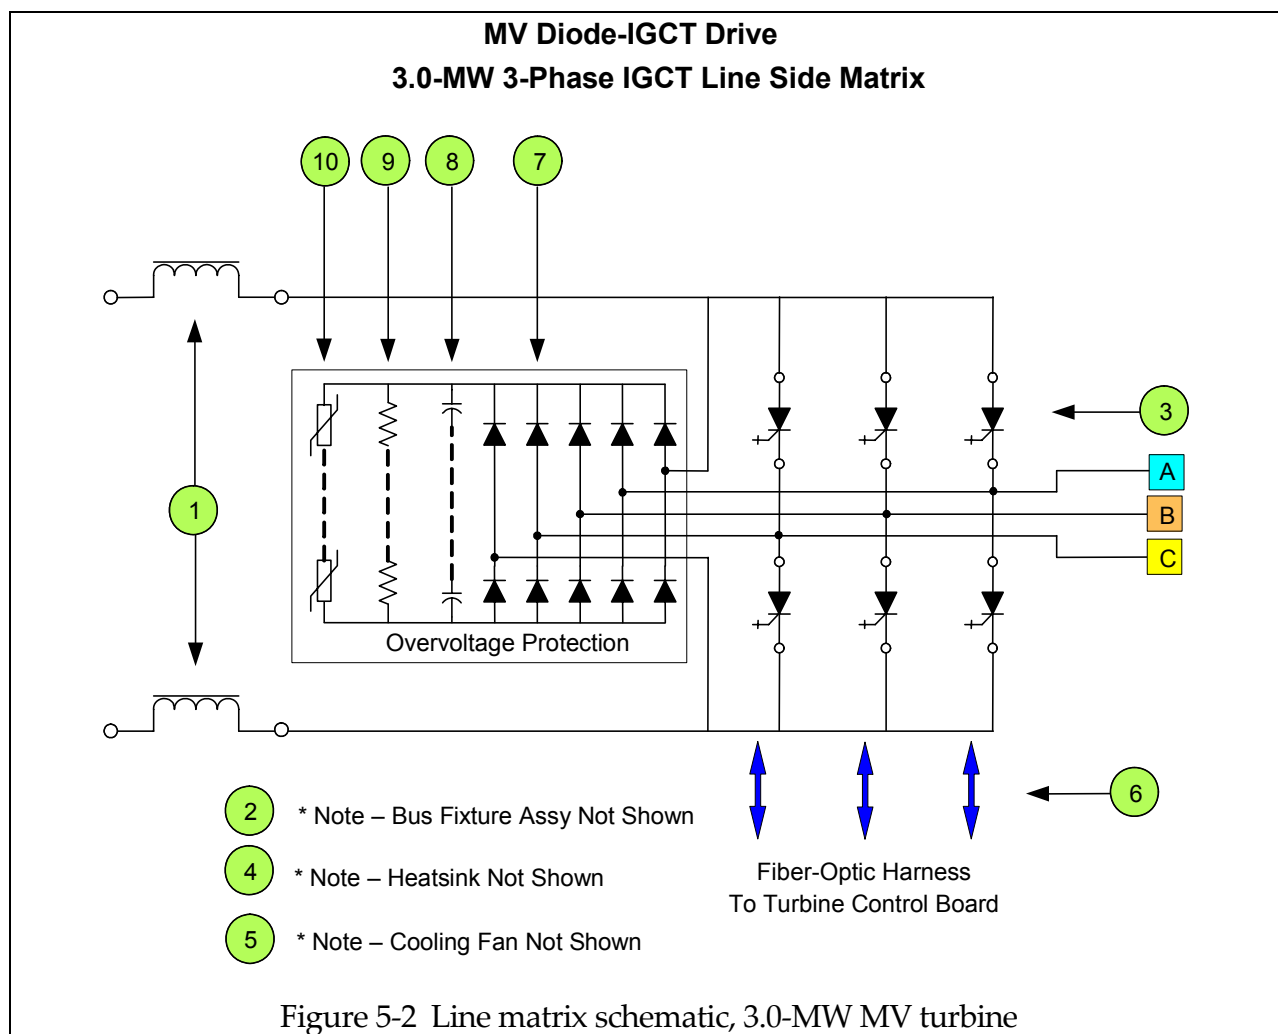 MV Diode-IGCT Drive
3.0-MW 3-Phase IGCT Line Side Matrix
10
9
8
7
3
1
A
B
C
Overvoltage Protection
6
2
* Note – Bus Fixture Assy Not Shown
4
* Note – Heatsink Not Shown
5
* Note – Cooling Fan Not Shown
Fiber-Optic Harness
To Turbine Control Board
Figure 5-2 Line matrix schematic, 3.0-MW MV turbine